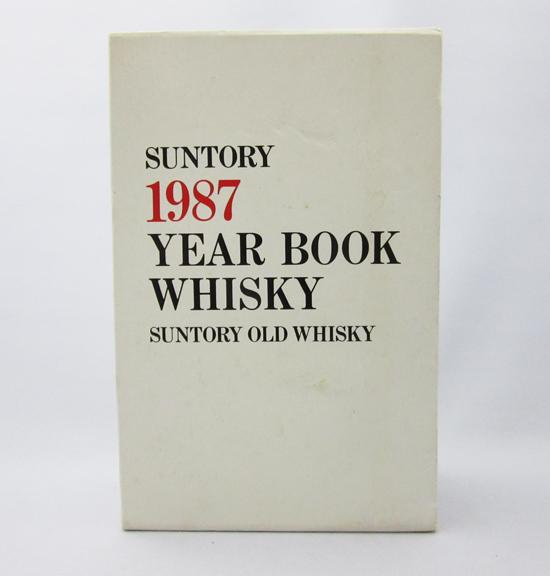 SUNTORY
1987
YEAR BOOK
WHISKY
SUNTORY OLD WHISKY